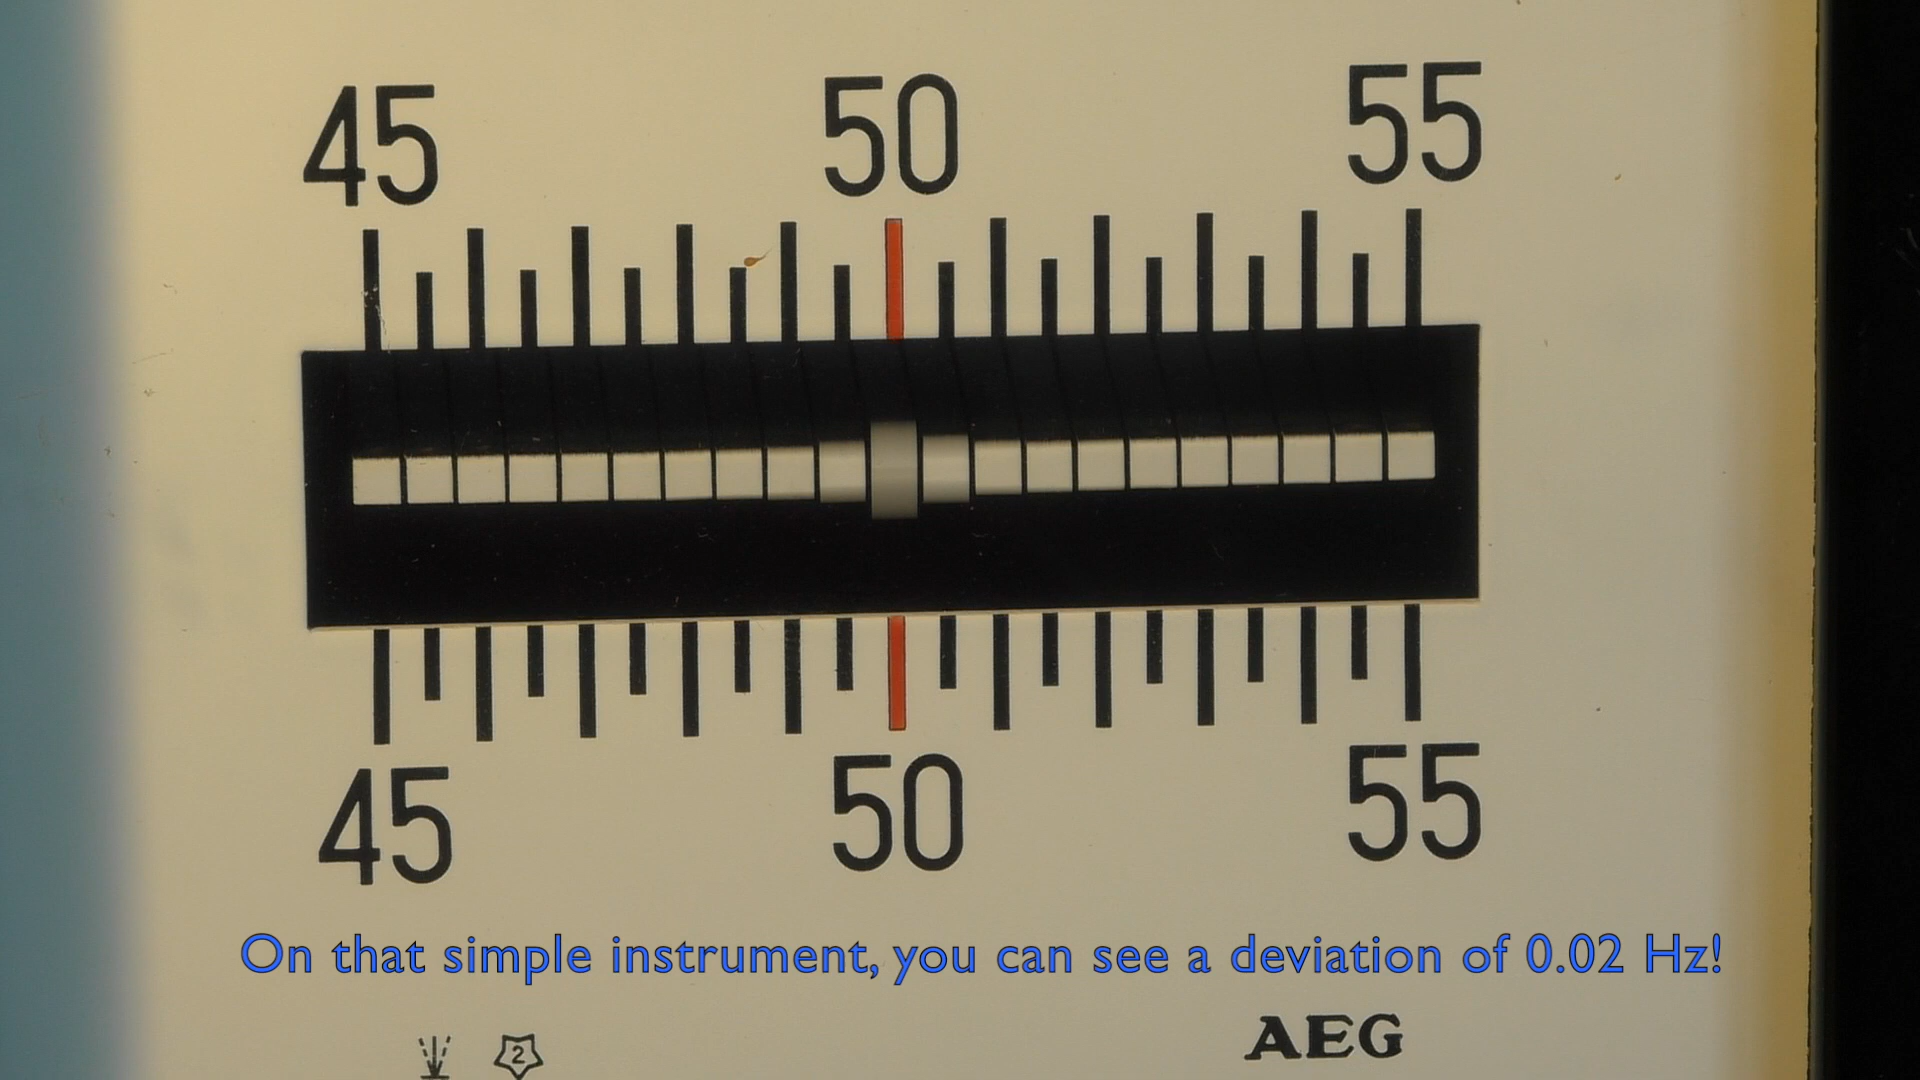 45 50 55
45 50 55
On that simple instrument, you can see a deviation of 0.02 Hz!
AEG
2